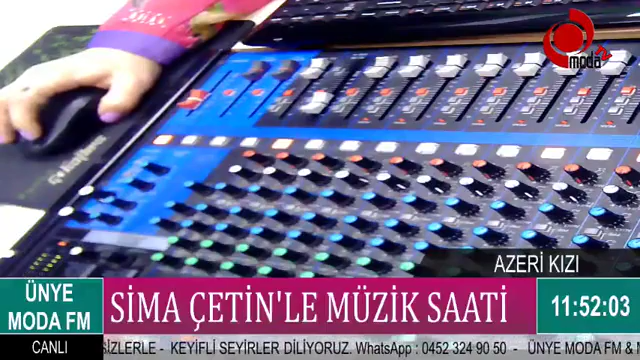 moda
AZERİ KIZI
ÜNYE
MODA FM
SİMA ÇETİN'LE MÜZİK SAATİ
11:52:03
CANLI
SİZLERLE - KEYİFLİ SEYİRLER DİLİYORUZ. WhatsApp : 0452 324 90 50 - ÜNYE MODA FM &